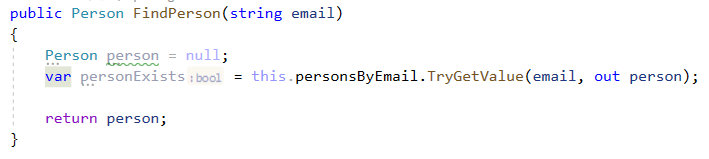 public Person FindPerson(string email)
{
Person person = null;
var personExists :bool = this.personsByEmail.TryGetValue(email, out person);
return person;
}